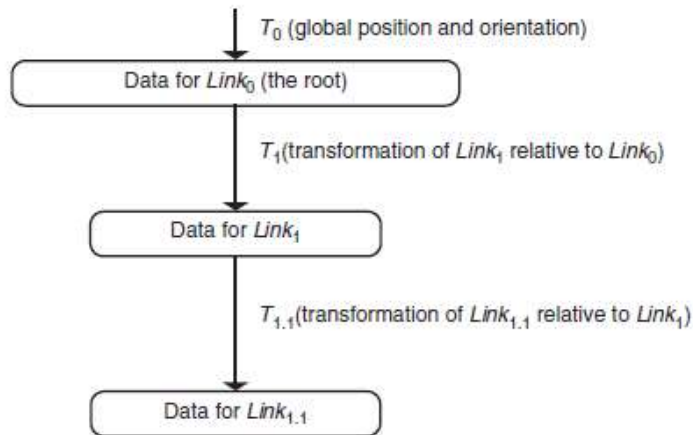 T₀ (global position and orientation)
Data for Link₀ (the root)
T₁(transformation of Link₁ relative to Link₀)
Data for Link₁
T₁.₁(transformation of Link₁.₁ relative to Link₁)
Data for Link₁.₁